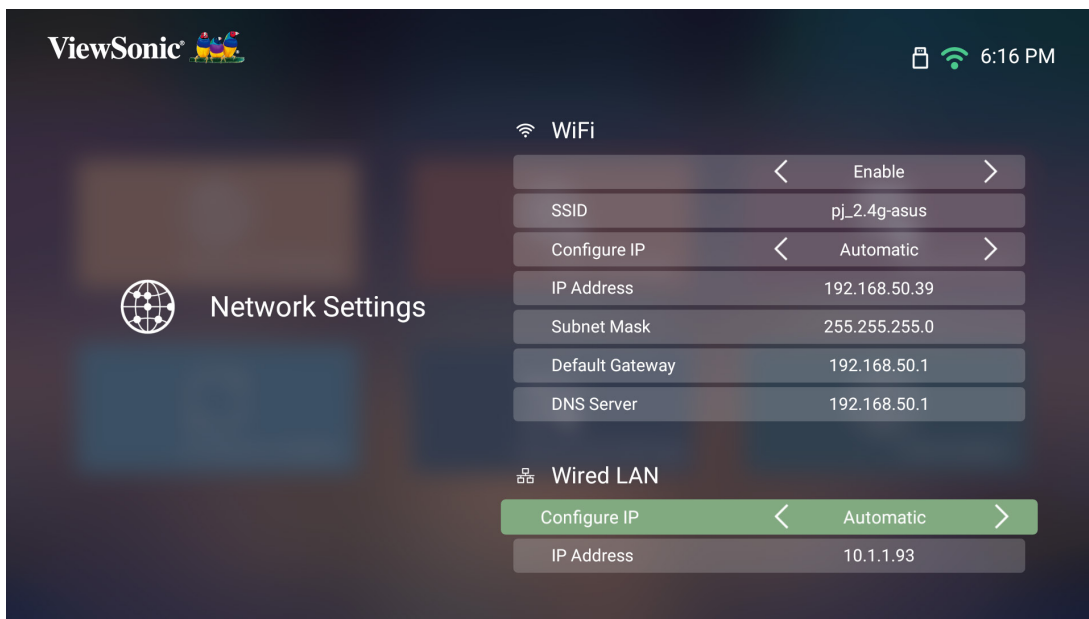 ViewSonic®
6:16 PM
WiFi
Enable
SSID pj_2.4g-asus
Configure IP Automatic
IP Address 192.168.50.39
Network Settings
Subnet Mask 255.255.255.0
Default Gateway 192.168.50.1
DNS Server 192.168.50.1
Wired LAN
Configure IP Automatic
IP Address 10.1.1.93